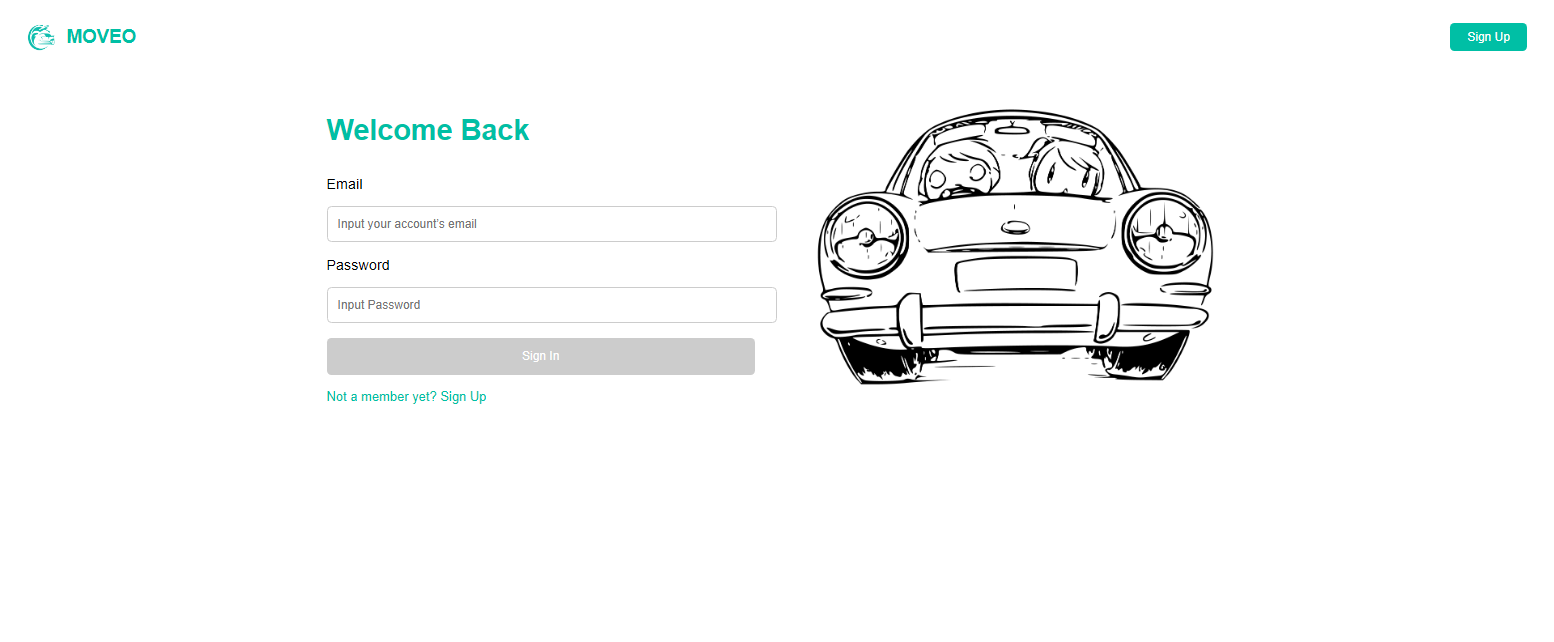 MOVEO
Sign Up
Welcome Back
Email
Input your account's email
Password
Input Password
Sign In
Not a member yet? Sign Up